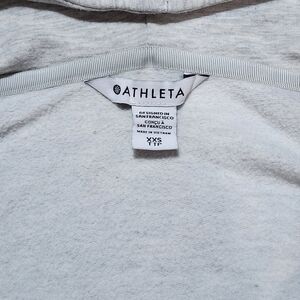 ATHLETA
DESIGNED IN
SAN FRANCISCO
CONÇU À
SAN FRANCISCO
MADE IN VIETNAM
XXS
TTP